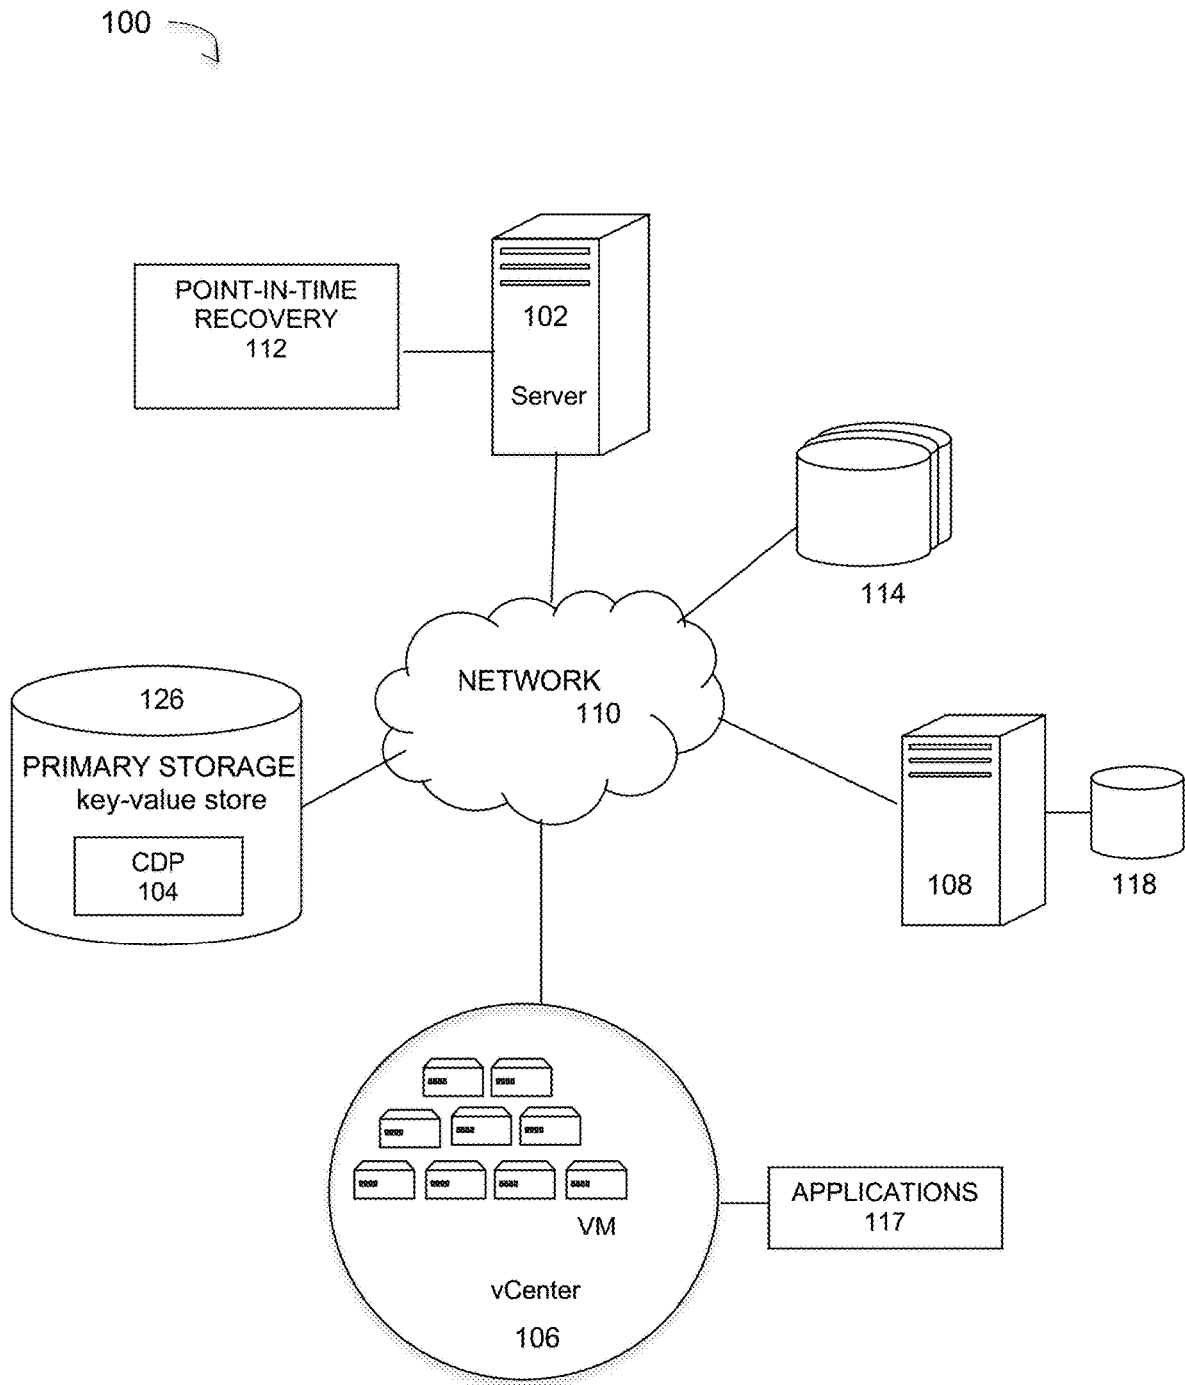 100
POINT-IN-TIME
RECOVERY
112
102
Server
114
NETWORK
110
126
PRIMARY STORAGE
key-value store
CDP
104
108
118
VM
vCenter
106
APPLICATIONS
117